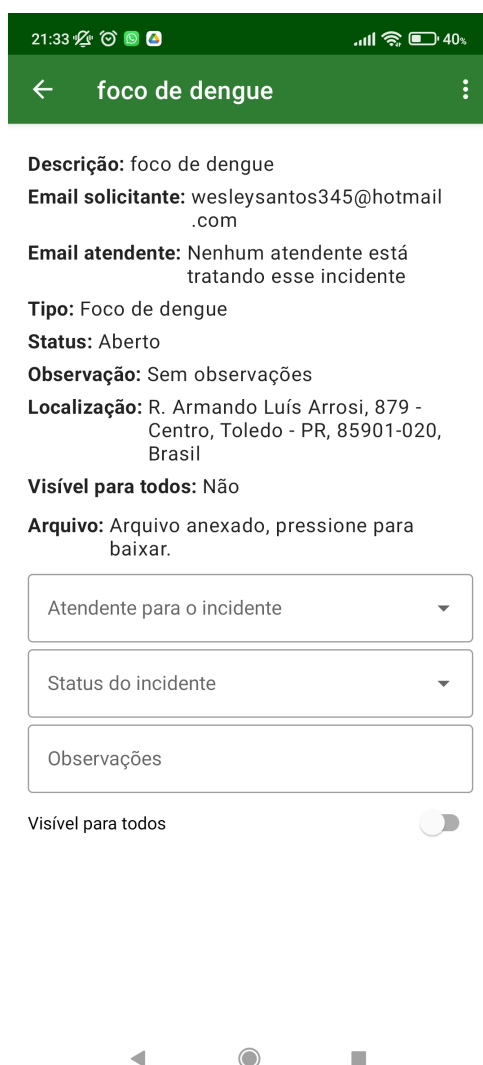 21:33
40%
foco de dengue
Descrição: foco de dengue
Email solicitante: wesleysantos345@hotmail
.com
Email atendente: Nenhum atendente está
tratando esse incidente
Tipo: Foco de dengue
Status: Aberto
Observação: Sem observações
Localização: R. Armando Luís Arrosi, 879 -
Centro, Toledo - PR, 85901-020,
Brasil
Visível para todos: Não
Arquivo: Arquivo anexado, pressione para
baixar.
Atendente para o incidente
Status do incidente
Observações
Visível para todos